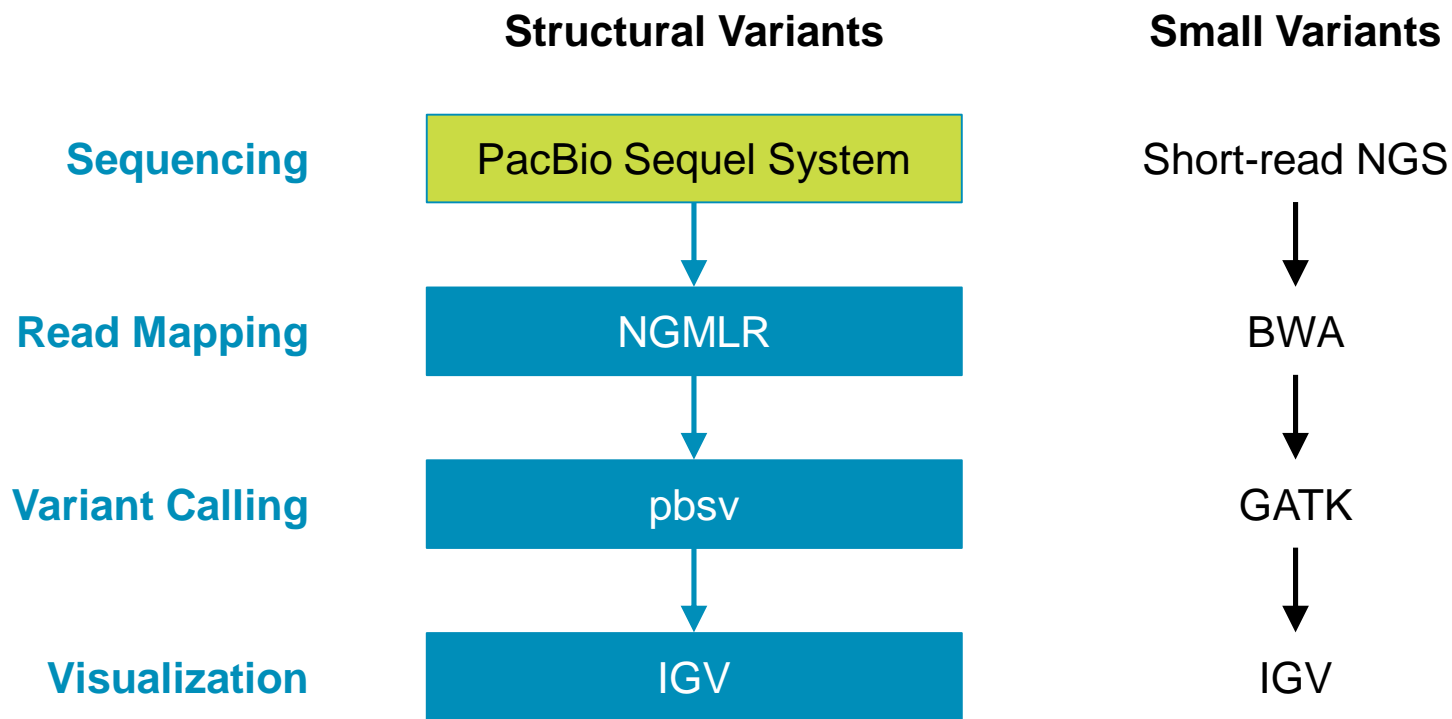 Structural Variants Small Variants
Sequencing PacBio Sequel System Short-read NGS
Read Mapping NGMLR BWA
Variant Calling pbsv GATK
Visualization IGV IGV